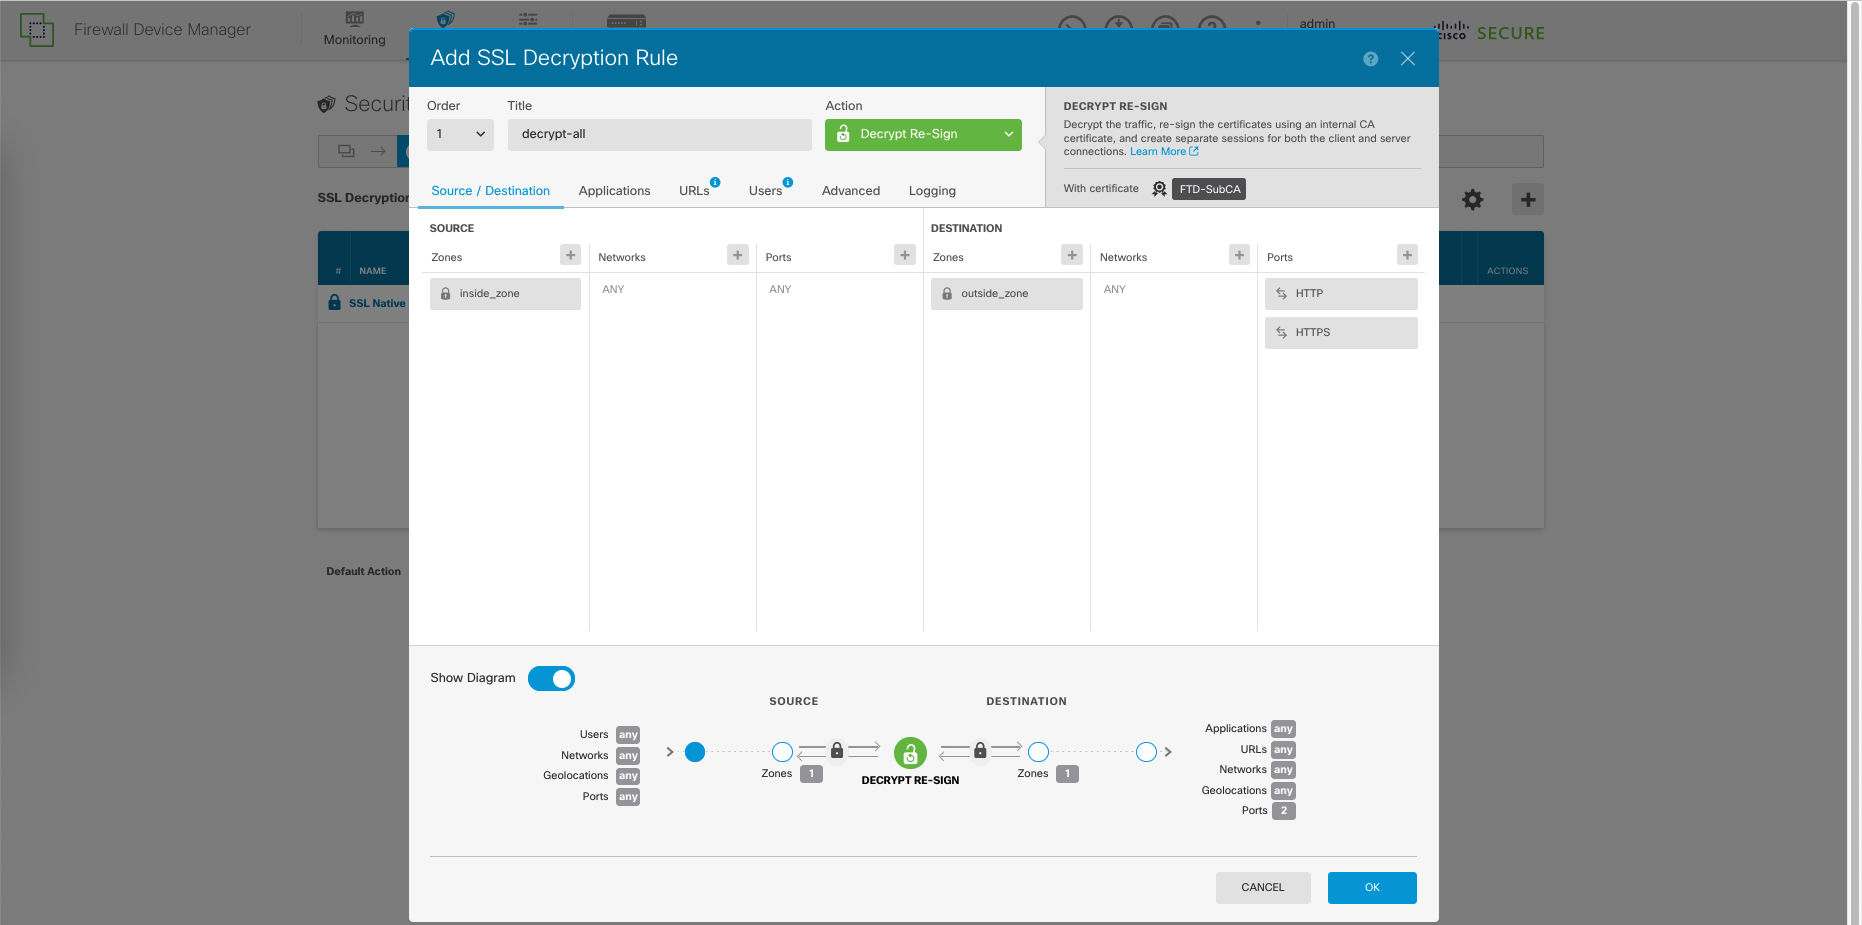 Firewall Device Manager
Monitoring
admin
cisco SECURE
Securit
SSL Decryption
# NAME
ACTIONS
SSL Native
Default Action
Add SSL Decryption Rule
Order
Title
Action
1
decrypt-all
Decrypt Re-Sign
DECRYPT RE-SIGN
Decrypt the traffic, re-sign the certificates using an internal CA
certificate, and create separate sessions for both the client and server
connections. Learn More
With certificate FTD-SubCA
Source / Destination
Applications
URLs
Users
Advanced
Logging
SOURCE
DESTINATION
Zones
Networks
Ports
Zones
Networks
Ports
inside_zone
ANY
ANY
outside_zone
ANY
HTTP
HTTPS
Show Diagram
SOURCE
DESTINATION
Users any
Networks any
Geolocations any
Ports any
Zones 1
DECRYPT RE-SIGN
Zones 1
Applications any
URLs any
Networks any
Geolocations any
Ports 2
CANCEL
OK